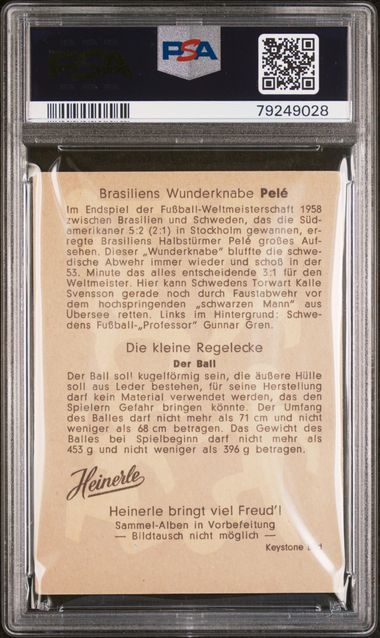 PSA
PSA
79249028
Brasiliens Wunderknabe Pelé
Im Endspiel der Fußball-Weltmeisterschaft 1958
zwischen Brasilien und Schweden, das die Süd-
amerikaner 5:2 (2:1) in Stockholm gewannen, er-
regte Brasiliens Halbstürmer Pelé großes Auf-
sehen. Dieser „Wunderknabe" bluffte die schwe-
dische Abwehr immer wieder und schoß in der
53. Minute das alles entscheidende 3:1 für den
Weltmeister. Hier kann Schwedens Torwart Kalle
Svensson gerade noch durch Faustabwehr vor
dem hochspringenden „schwarzen Mann" aus
Übersee retten. Links im Hintergrund: Schwe-
dens Fußball-„Professor" Gunnar Gren.
Die kleine Regelecke
Der Ball
Der Ball soll kugelförmig sein, die äußere Hülle
soll aus Leder bestehen, für seine Herstellung
darf kein Material verwendet werden, das den
Spielern Gefahr bringen könnte. Der Umfang
des Balles darf nicht mehr als 71 cm und nicht
weniger als 68 cm betragen. Das Gewicht des
Balles bei Spielbeginn darf nicht mehr als
453 g und nicht weniger als 396 g betragen.
Heinerle
Heinerle bringt viel Freud'!
Sammel-Alben in Vorbefeitung
— Bildtausch nicht möglich —
Keystone